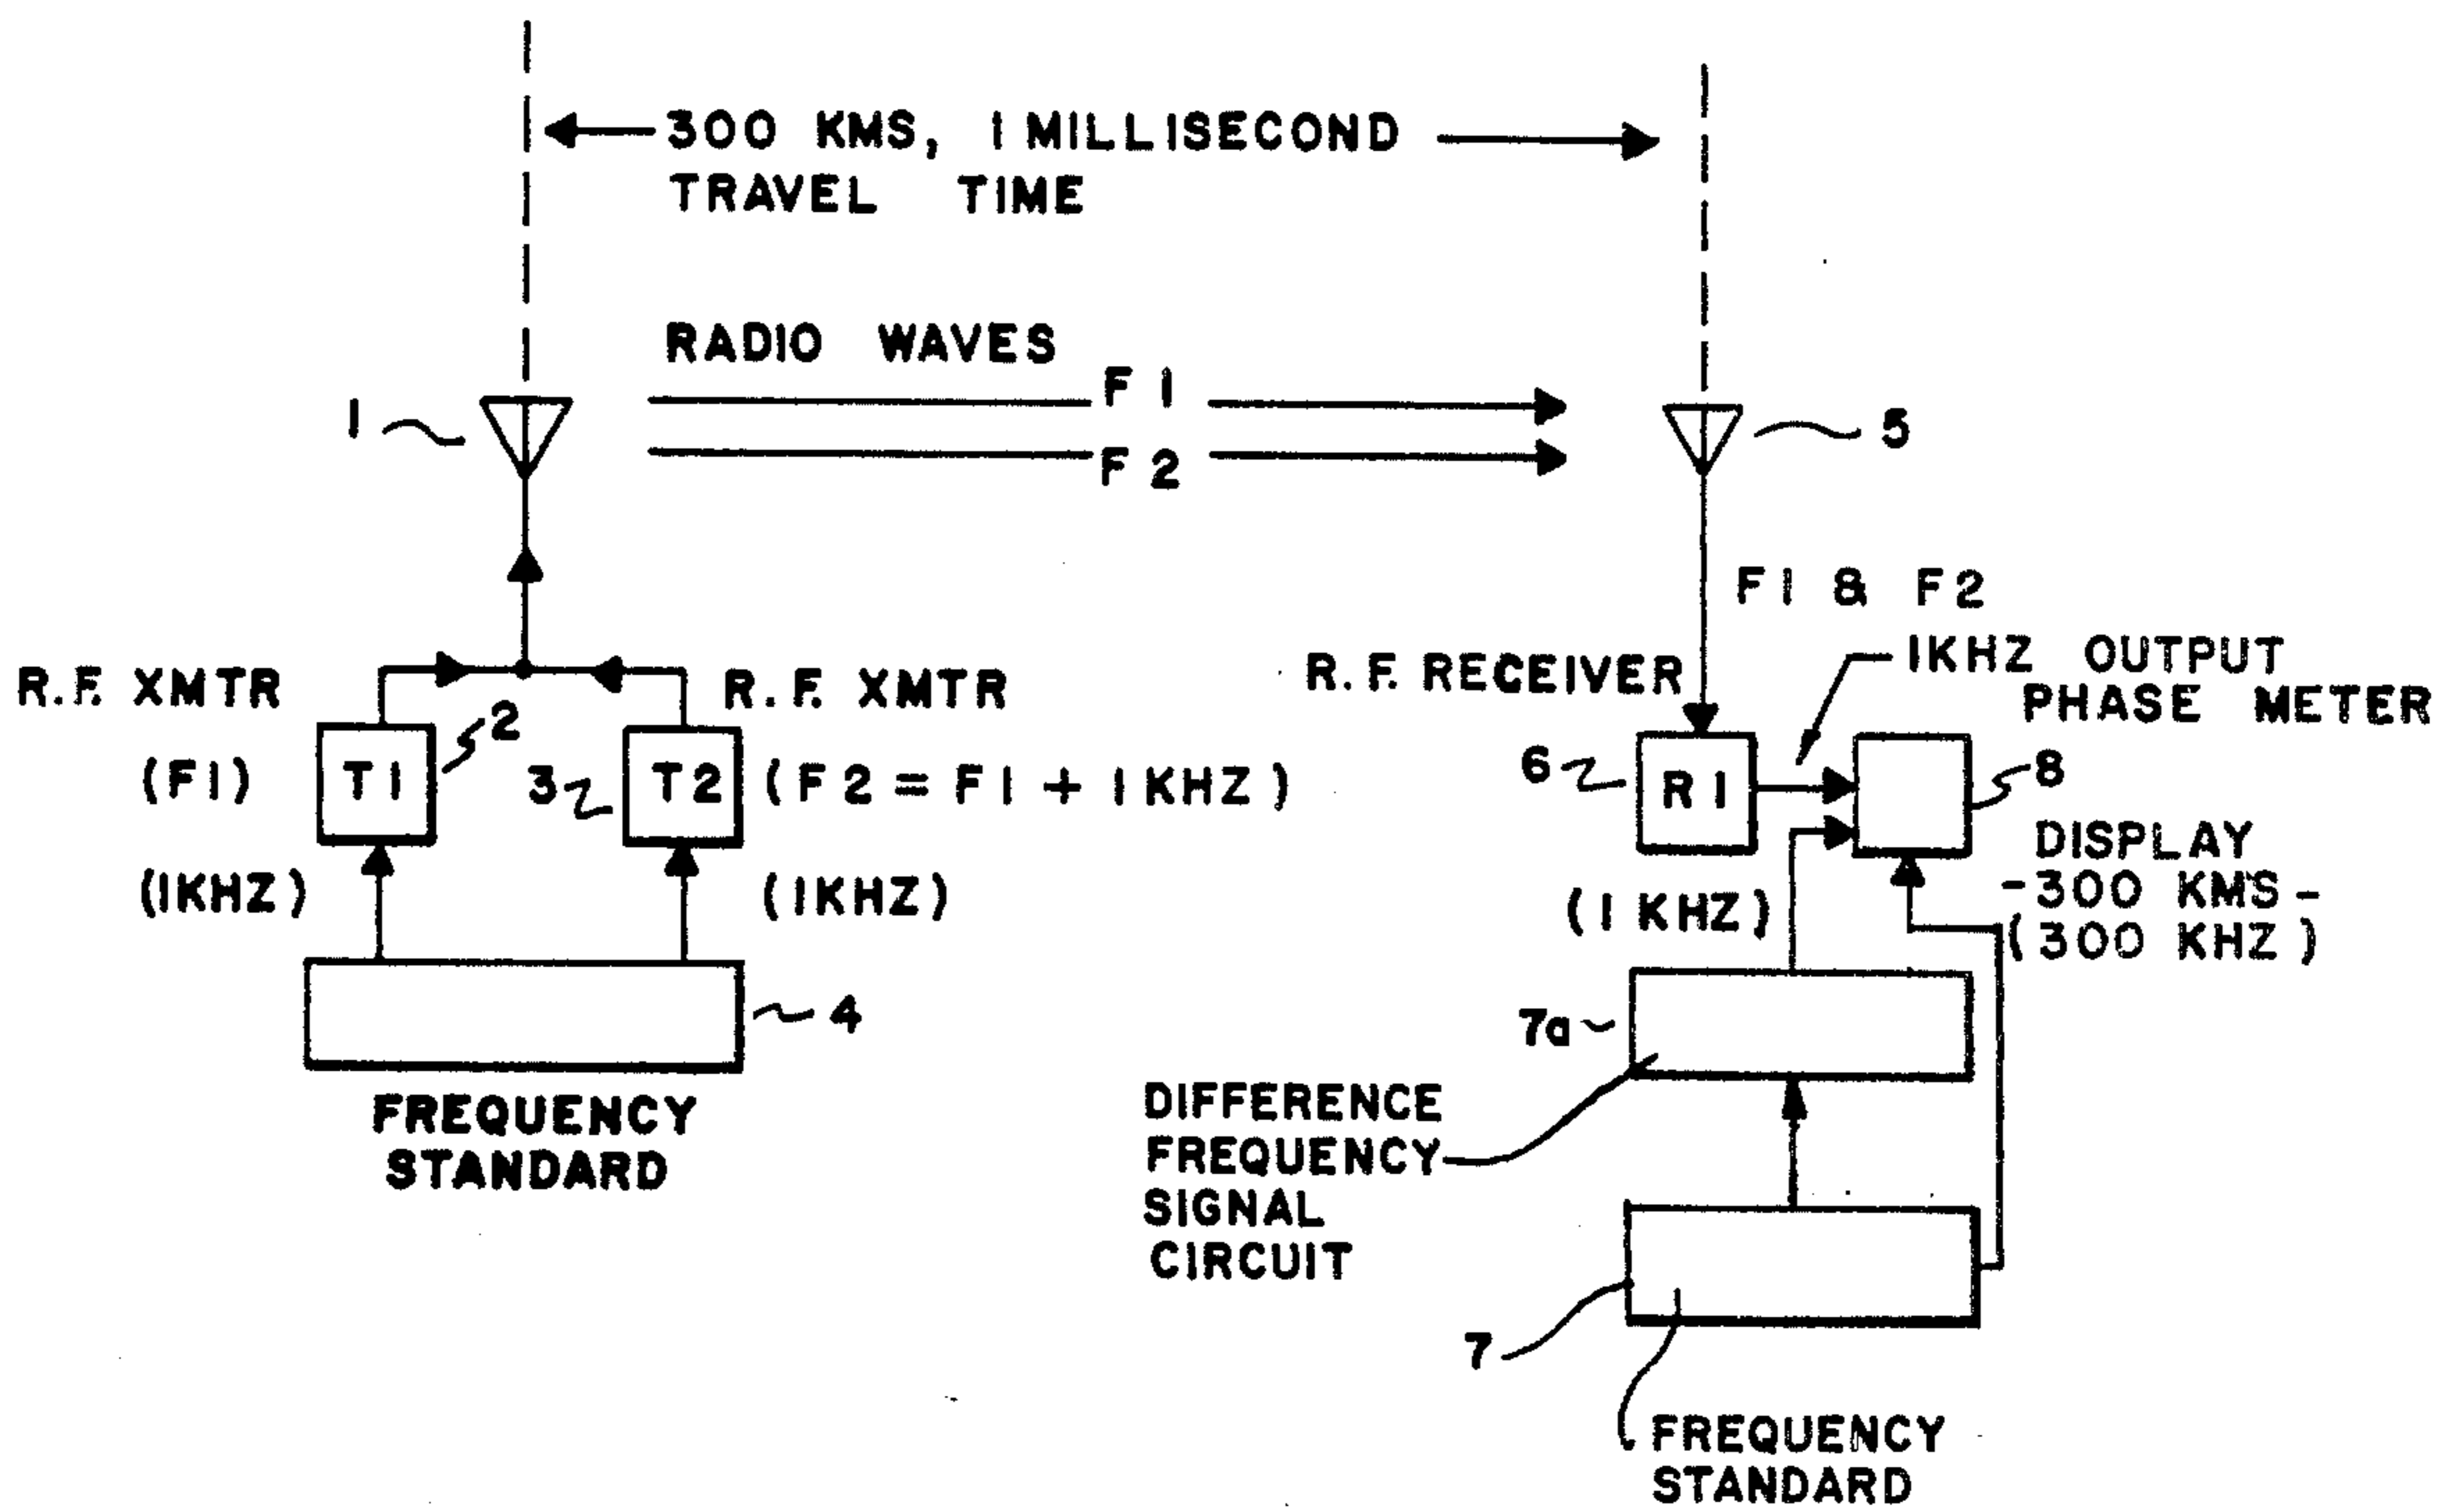 300 KMS, 1 MILLISECOND
TRAVEL TIME
RADIO WAVES
F1
F2
1
5
F1 & F2
1KHZ OUTPUT
PHASE METER
R.F. XMTR
R.F. XMTR
R.F. RECEIVER
2
(F1)
T1
3
T2
(F2 = F1 + 1KHZ)
6
R1
8
DISPLAY
-300 KMS-
(300 KHZ)
(1KHZ)
(1KHZ)
(1 KHZ)
4
FREQUENCY
STANDARD
7a
DIFFERENCE
FREQUENCY
SIGNAL
CIRCUIT
7
FREQUENCY
STANDARD